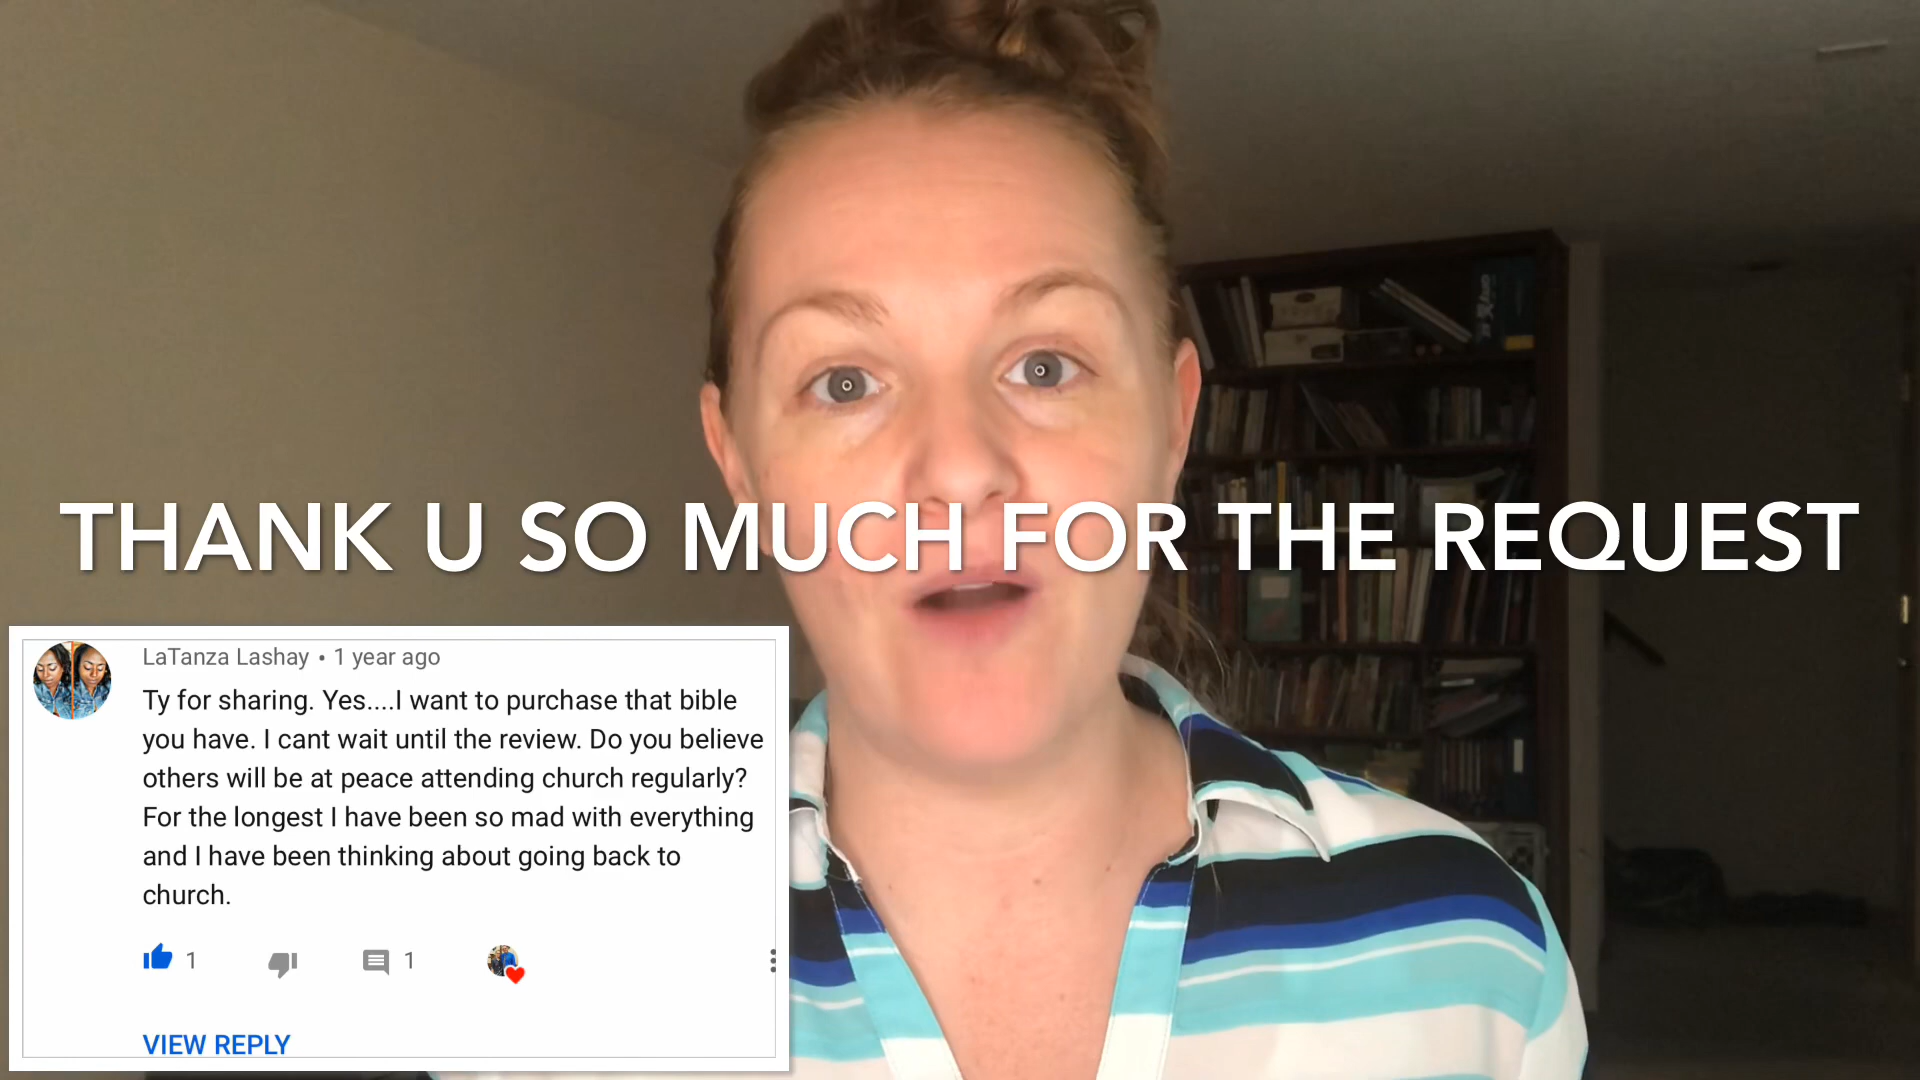 THANK U SO MUCH FOR THE REQUEST
LaTanza Lashay • 1 year ago
Ty for sharing. Yes....I want to purchase that bible
you have. I cant wait until the review. Do you believe
others will be at peace attending church regularly?
For the longest I have been so mad with everything
and I have been thinking about going back to
church.
1 1
VIEW REPLY